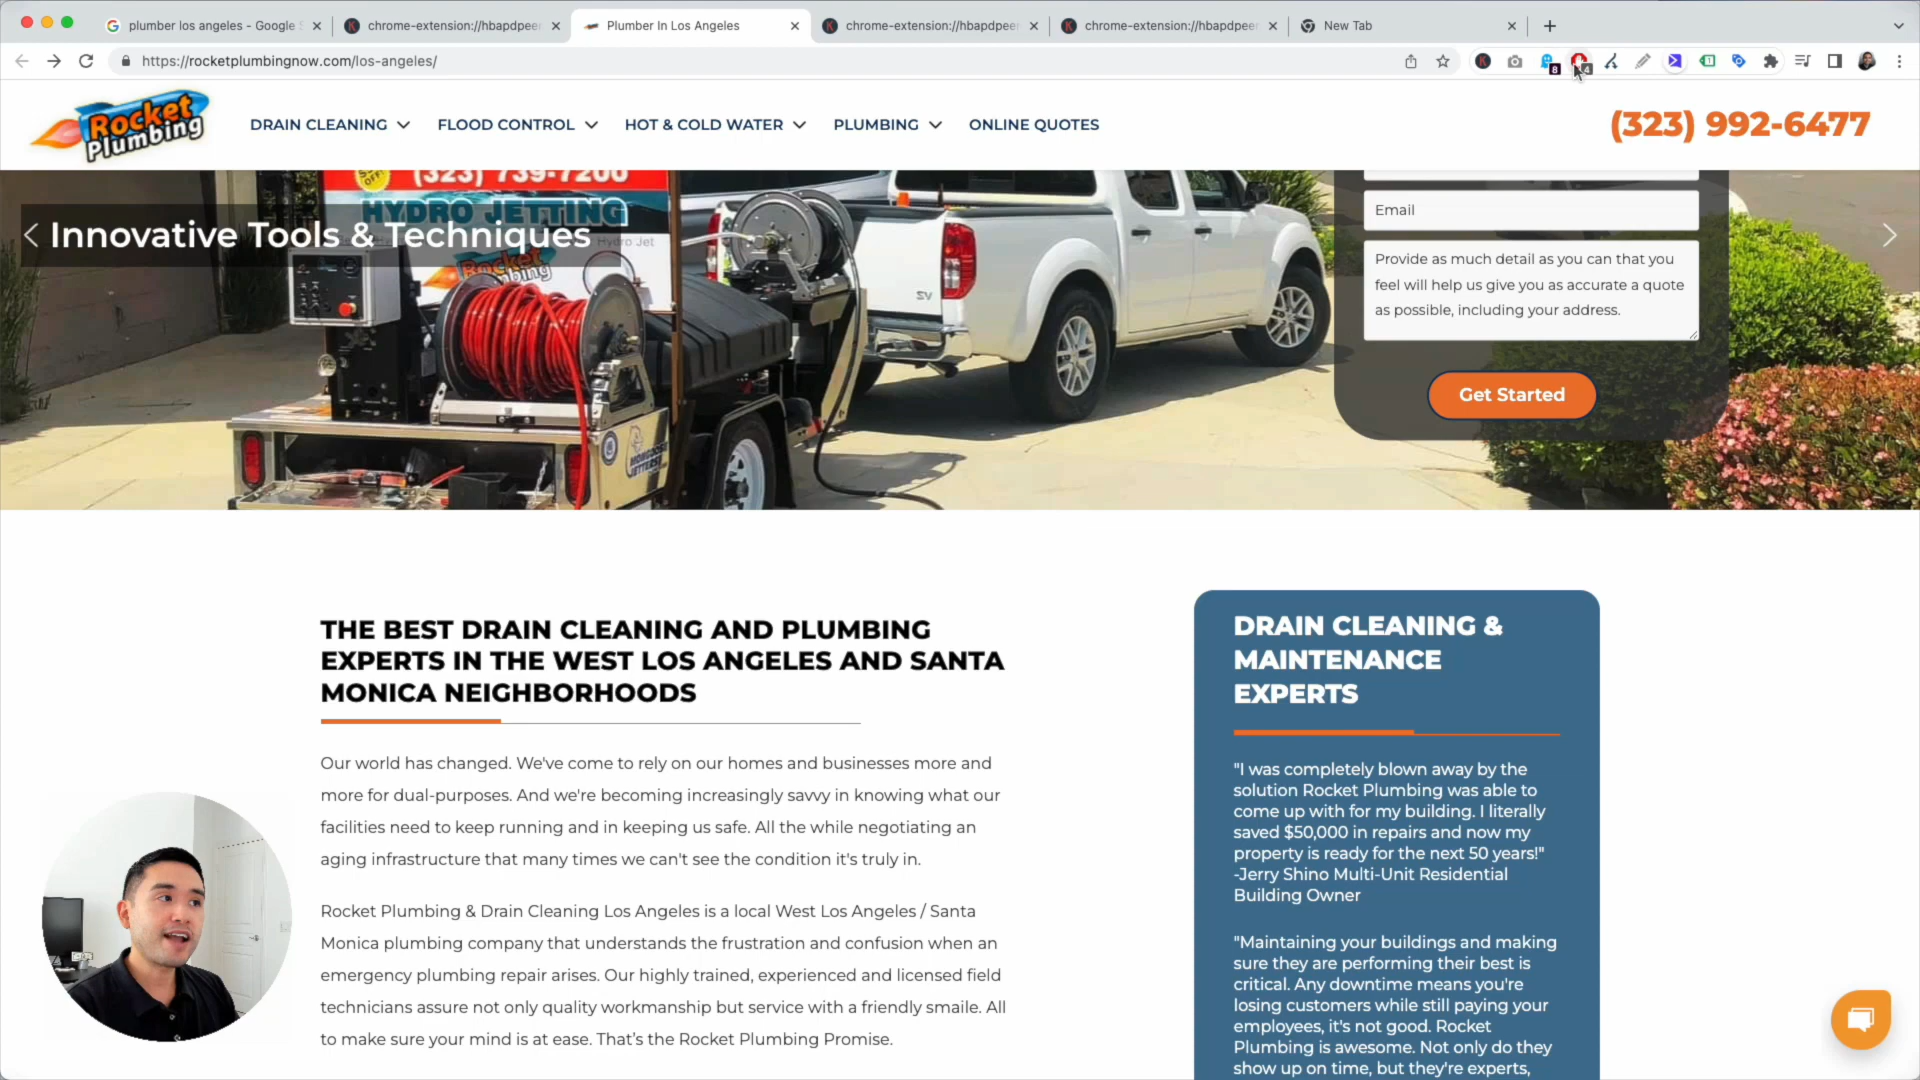 plumber los angeles - Google S
chrome-extension://hbapdpeer
Plumber In Los Angeles
chrome-extension://hbapdpeer
chrome-extension://hbapdpeer
New Tab
https://rocketplumbingnow.com/los-angeles/
8
4
Rocket
Plumbing
DRAIN CLEANING
FLOOD CONTROL
HOT & COLD WATER
PLUMBING
ONLINE QUOTES
(323) 992-6477
OFF!
(323) 739-7200
HYDRO JETTING
Innovative Tools & Techniques
Hydro Jet
Rocket
SV
MONGOOSE
JETTERS
Email
Provide as much detail as you can that you
feel will help us give you as accurate a quote
as possible, including your address.
Get Started
THE BEST DRAIN CLEANING AND PLUMBING
EXPERTS IN THE WEST LOS ANGELES AND SANTA
MONICA NEIGHBORHOODS
Our world has changed. We've come to rely on our homes and businesses more and
more for dual-purposes. And we're becoming increasingly savvy in knowing what our
facilities need to keep running and in keeping us safe. All the while negotiating an
aging infrastructure that many times we can't see the condition it's truly in.
Rocket Plumbing & Drain Cleaning Los Angeles is a local West Los Angeles / Santa
Monica plumbing company that understands the frustration and confusion when an
emergency plumbing repair arises. Our highly trained, experienced and licensed field
technicians assure not only quality workmanship but service with a friendly smaile. All
to make sure your mind is at ease. That's the Rocket Plumbing Promise.
DRAIN CLEANING &
MAINTENANCE
EXPERTS
"I was completely blown away by the
solution Rocket Plumbing was able to
come up with for my building. I literally
saved $50,000 in repairs and now my
property is ready for the next 50 years!"
-Jerry Shino Multi-Unit Residential
Building Owner
"Maintaining your buildings and making
sure they are performing their best is
critical. Any downtime means you're
losing customers while still paying your
employees, it's not good. Rocket
Plumbing is awesome. Not only do they
show up on time, but they're experts,